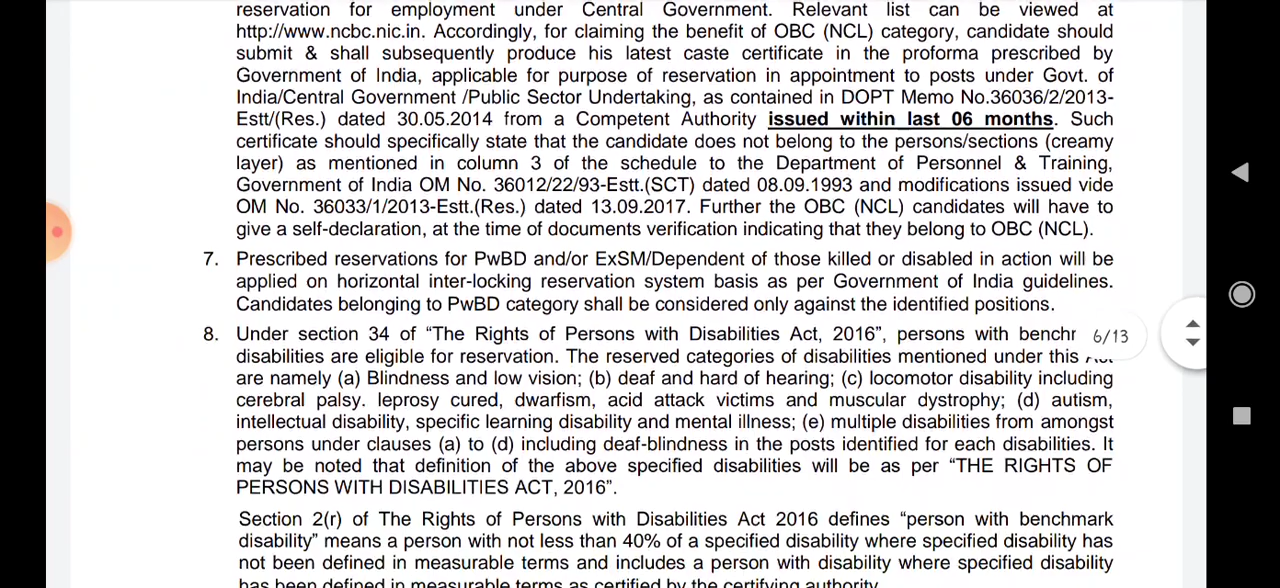 reservation for employment under Central Government. Relevant list can be viewed at
http://www.ncbc.nic.in. Accordingly, for claiming the benefit of OBC (NCL) category, candidate should
submit & shall subsequently produce his latest caste certificate in the proforma prescribed by
Government of India, applicable for purpose of reservation in appointment to posts under Govt. of
India/Central Government /Public Sector Undertaking, as contained in DOPT Memo No.36036/2/2013-
Estt/(Res.) dated 30.05.2014 from a Competent Authority issued within last 06 months. Such
certificate should specifically state that the candidate does not belong to the persons/sections (creamy
layer) as mentioned in column 3 of the schedule to the Department of Personnel & Training,
Government of India OM No. 36012/22/93-Estt.(SCT) dated 08.09.1993 and modifications issued vide
OM No. 36033/1/2013-Estt.(Res.) dated 13.09.2017. Further the OBC (NCL) candidates will have to
give a self-declaration, at the time of documents verification indicating that they belong to OBC (NCL).
7. Prescribed reservations for PwBD and/or ExSM/Dependent of those killed or disabled in action will be
applied on horizontal inter-locking reservation system basis as per Government of India guidelines.
Candidates belonging to PwBD category shall be considered only against the identified positions.
8. Under section 34 of “The Rights of Persons with Disabilities Act, 2016”, persons with benchr
6/13
disabilities are eligible for reservation. The reserved categories of disabilities mentioned under this
are namely (a) Blindness and low vision; (b) deaf and hard of hearing; (c) locomotor disability including
cerebral palsy. leprosy cured, dwarfism, acid attack victims and muscular dystrophy; (d) autism,
intellectual disability, specific learning disability and mental illness; (e) multiple disabilities from amongst
persons under clauses (a) to (d) including deaf-blindness in the posts identified for each disabilities. It
may be noted that definition of the above specified disabilities will be as per “THE RIGHTS OF
PERSONS WITH DISABILITIES ACT, 2016”.
Section 2(r) of The Rights of Persons with Disabilities Act 2016 defines “person with benchmark
disability” means a person with not less than 40% of a specified disability where specified disability has
not been defined in measurable terms and includes a person with disability where specified disability
has been defined in measurable terms as certified by the certifying authority